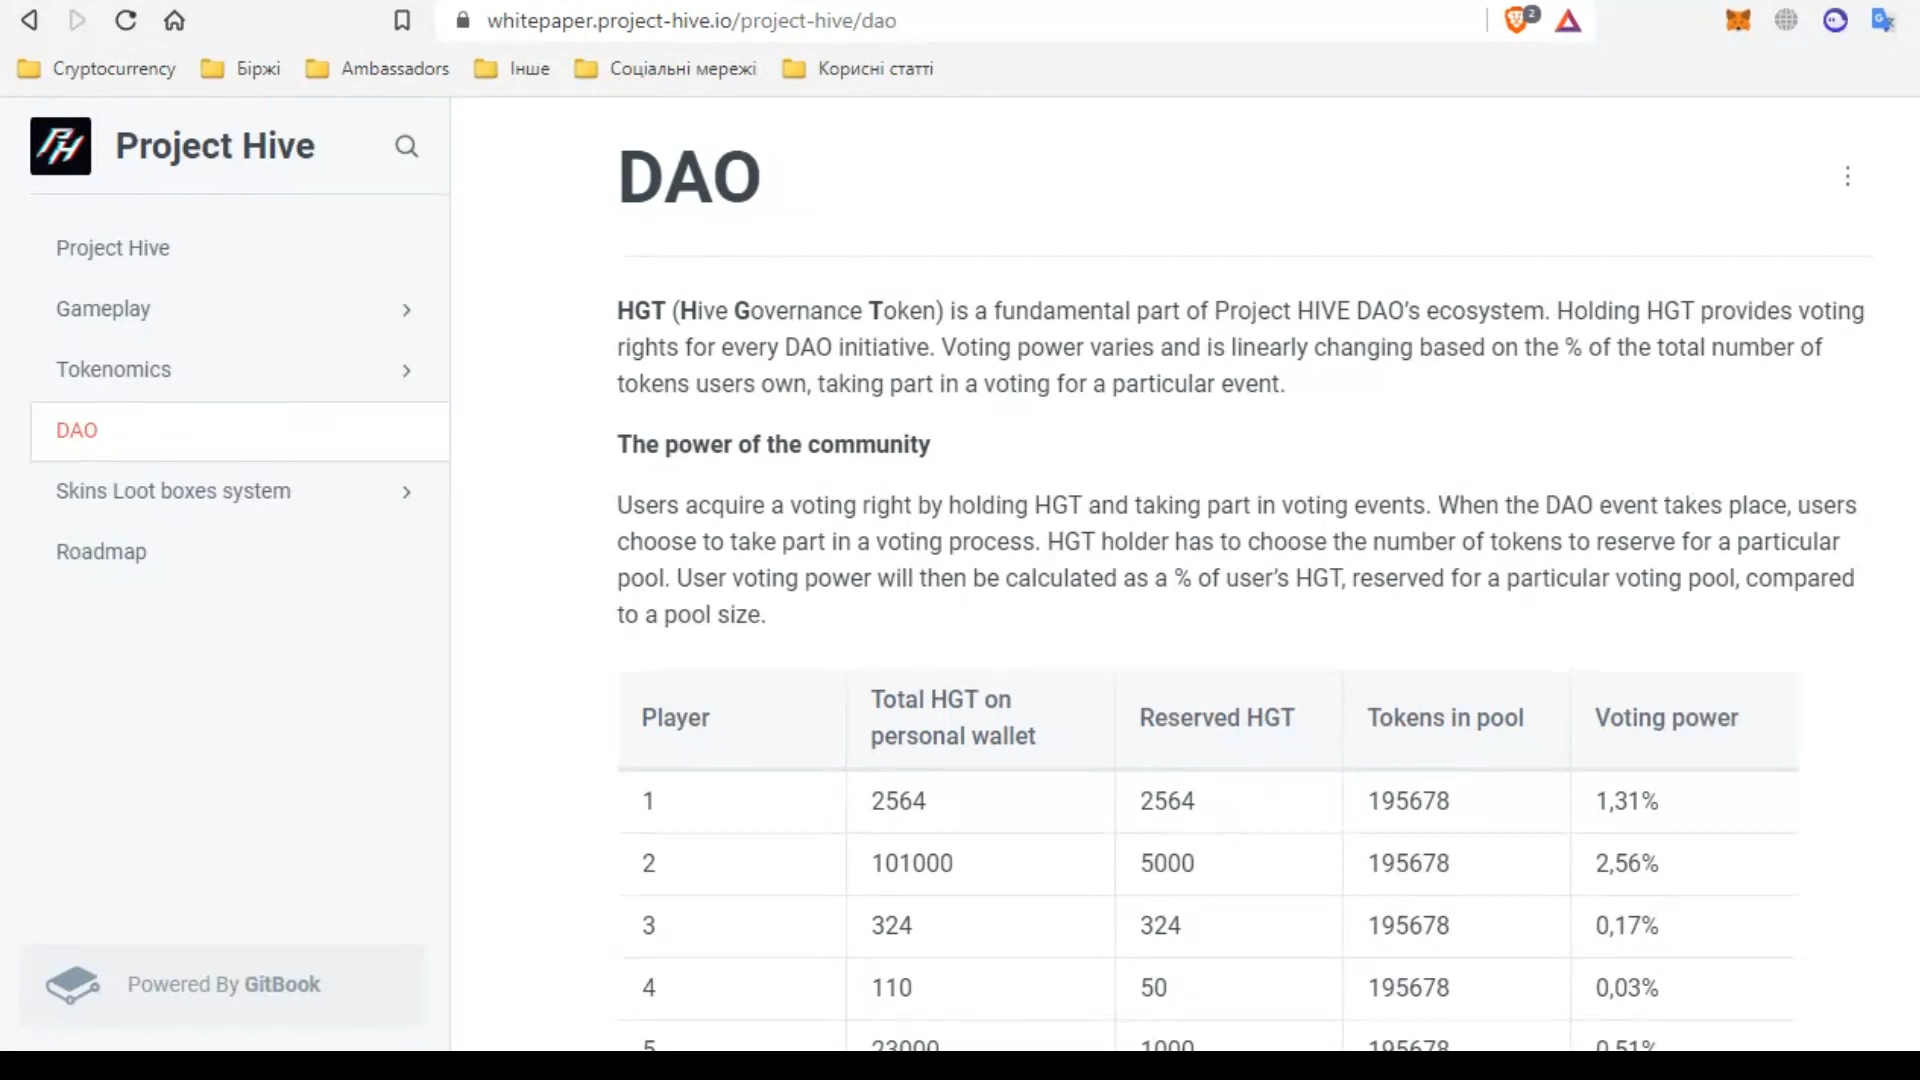 whitepaper.project-hive.io/project-hive/dao
2
Cryptocurrency
Біржі
Ambassadors
Інше
Соціальні мережі
Корисні статті
PH
Project Hive
Project Hive
Gameplay
Tokenomics
DAO
Skins Loot boxes system
Roadmap
Powered By GitBook
DAO
HGT (Hive Governance Token) is a fundamental part of Project HIVE DAO’s ecosystem. Holding HGT provides voting
rights for every DAO initiative. Voting power varies and is linearly changing based on the % of the total number of
tokens users own, taking part in a voting for a particular event.
The power of the community
Users acquire a voting right by holding HGT and taking part in voting events. When the DAO event takes place, users
choose to take part in a voting process. HGT holder has to choose the number of tokens to reserve for a particular
pool. User voting power will then be calculated as a % of user’s HGT, reserved for a particular voting pool, compared
to a pool size.
Player Total HGT on personal wallet Reserved HGT Tokens in pool Voting power
1 2564 2564 195678 1,31%
2 101000 5000 195678 2,56%
3 324 324 195678 0,17%
4 110 50 195678 0,03%
5 23000 1000 195678 0,51%